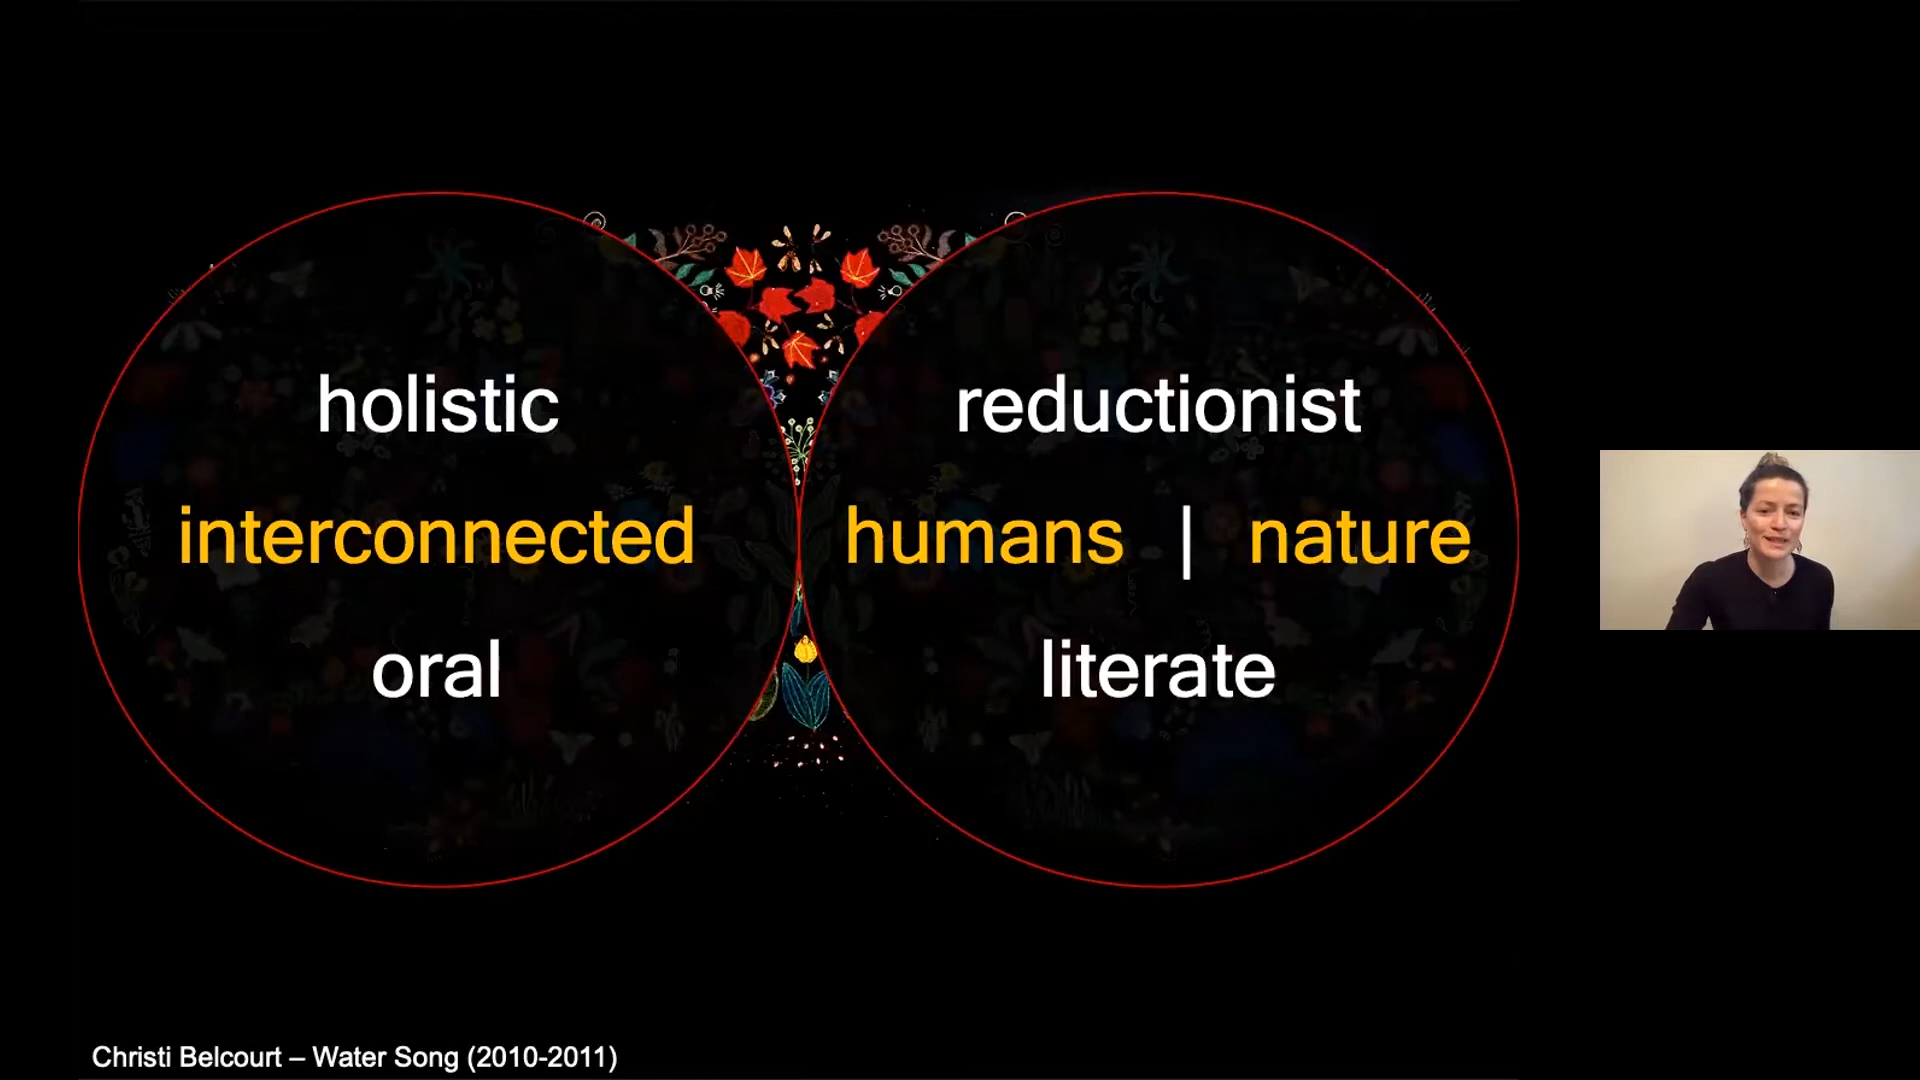 holistic
interconnected
oral
reductionist
humans | nature
literate
Christi Belcourt – Water Song (2010-2011)